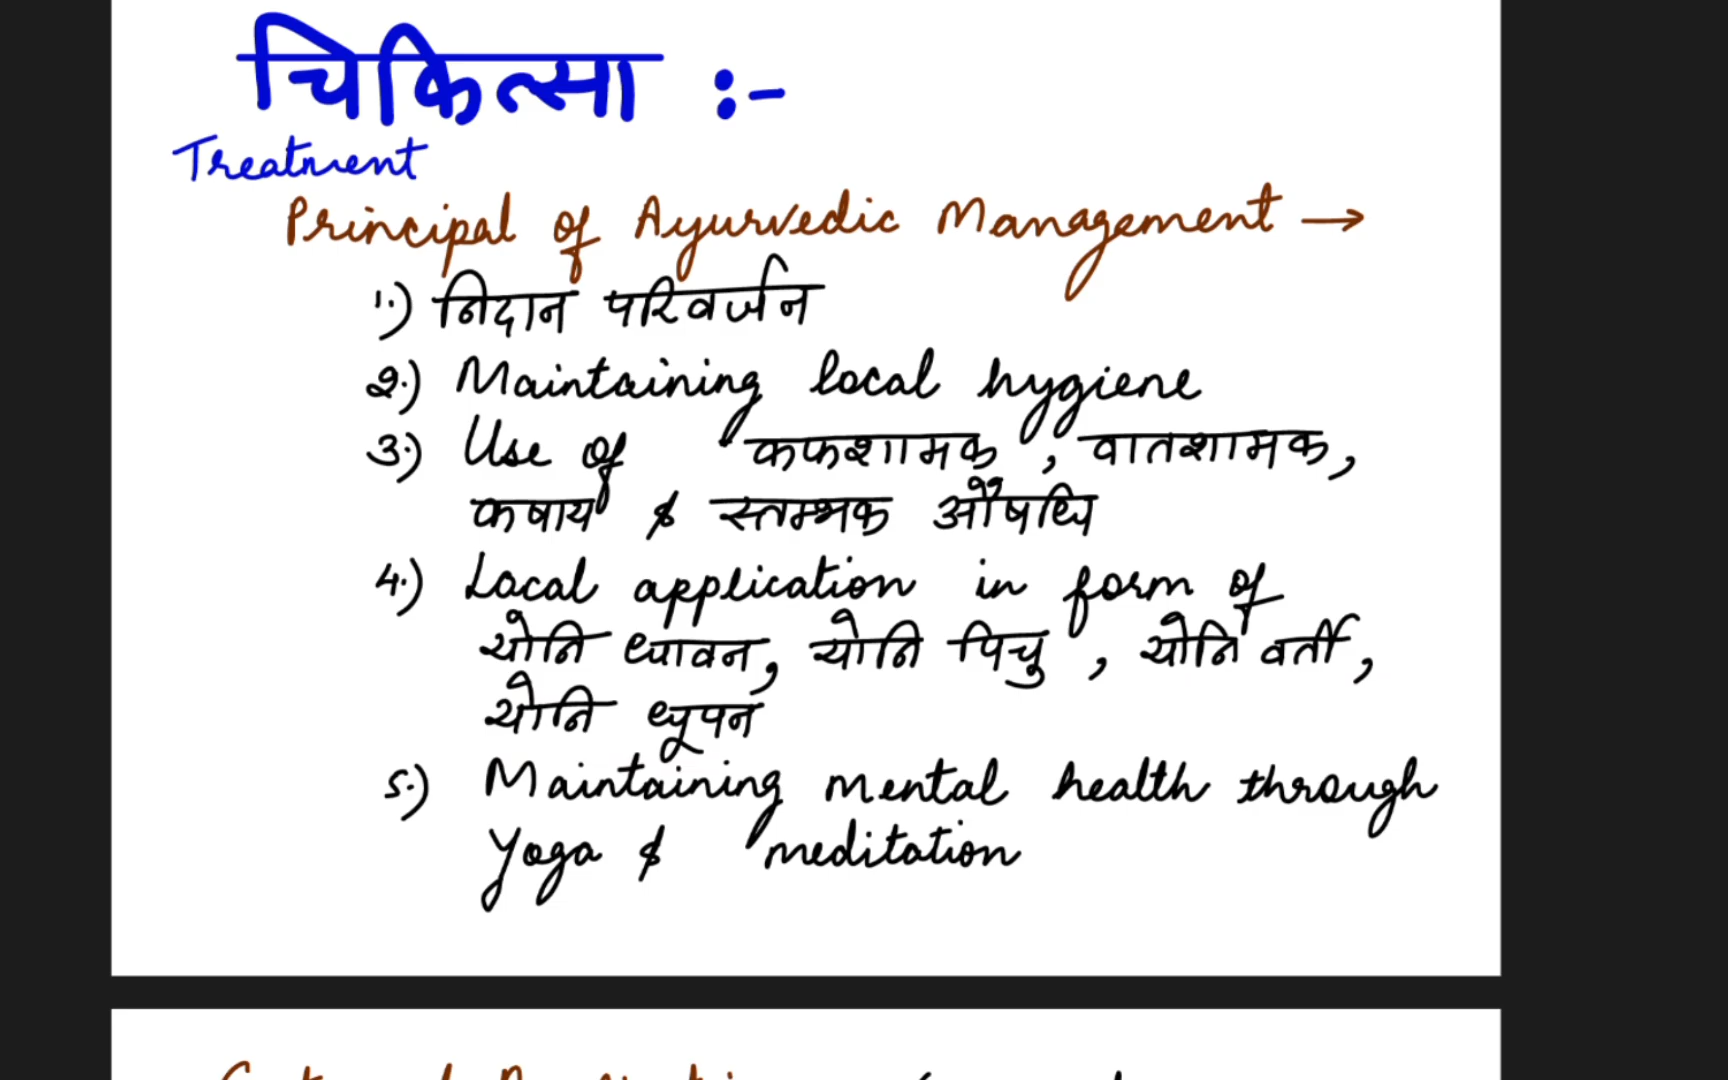 चिकित्सा :-
Treatment
Principal of Ayurvedic Management →
1.) निदान परिवर्जन
2.) Maintaining local hygiene
3.) Use of कफशामक, वातशामक,
कषाय & स्तम्भक औषधि
4.) Local application in form of
योनि धावन, योनि पिचु, योनि वर्ती,
योनि धूपन
5.) Maintaining mental health through
Yoga & meditation